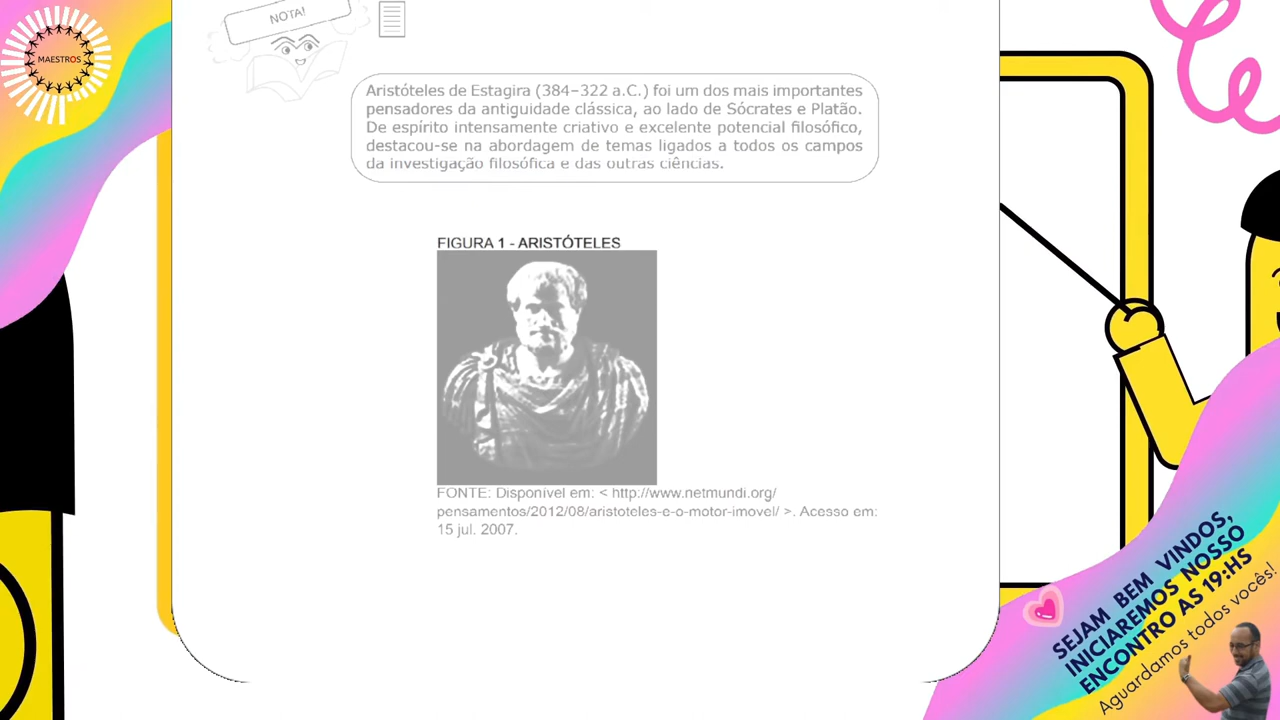 MAESTROS
NOTA!
Aristóteles de Estagira (384-322 a.C.) foi um dos mais importantes
pensadores da antiguidade clássica, ao lado de Sócrates e Platão.
De espírito intensamente criativo e excelente potencial filosófico,
destacou-se na abordagem de temas ligados a todos os campos
da investigação filosófica e das outras ciências.
FIGURA 1 - ARISTÓTELES
FONTE: Disponível em: < http://www.netmundi.org/
pensamentos/2012/08/aristoteles-e-o-motor-imovel/ >. Acesso em:
15 jul. 2007.
SEJAM BEM VINDOS,
INICIAREMOS NOSSO
ENCONTRO AS 19:HS
Aguardamos todos vocês!